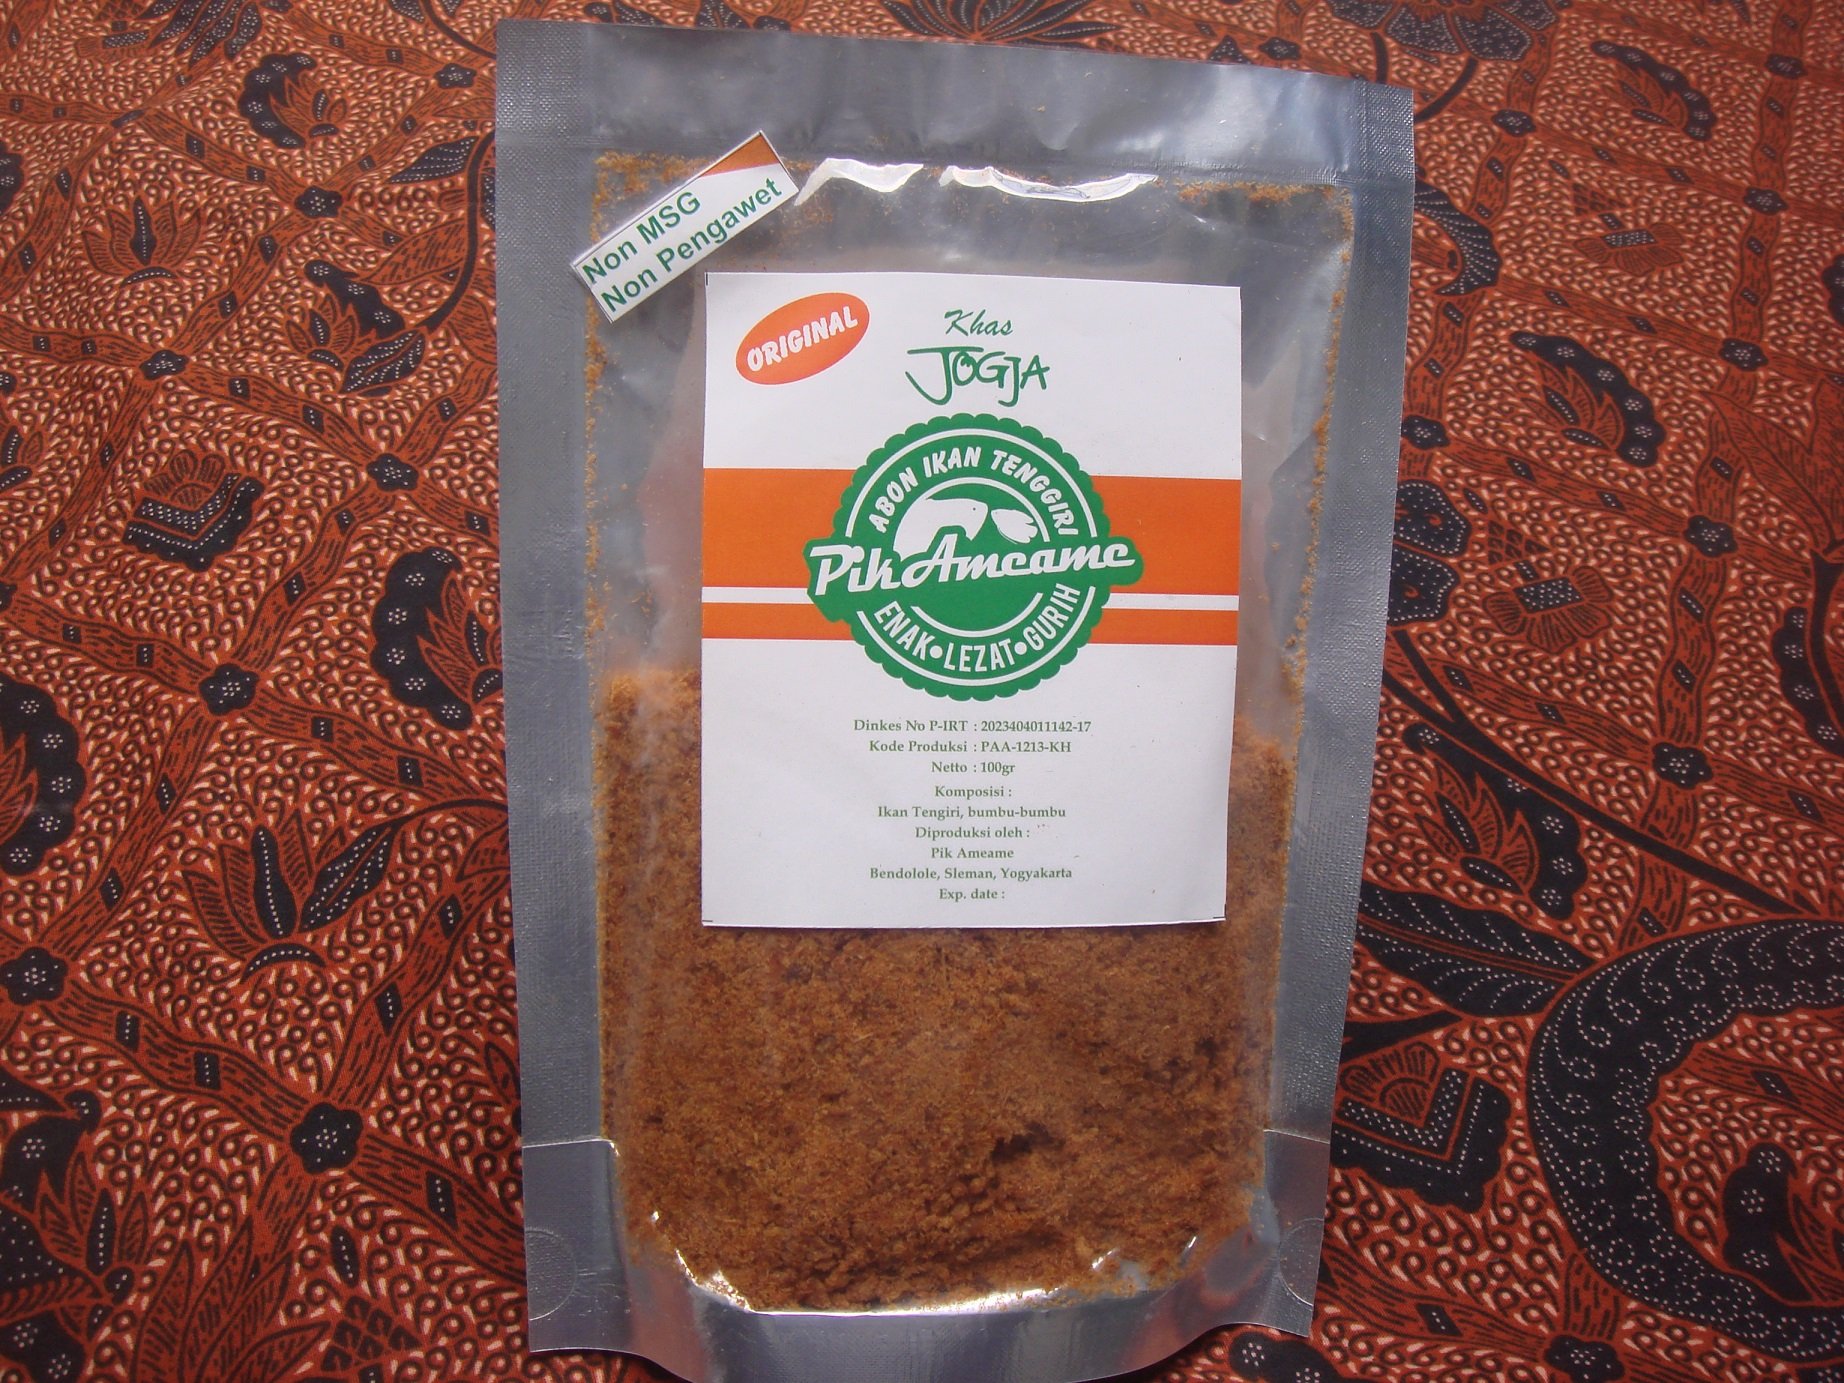 Non MSG
Non Pengawet
ORIGINAL
Khas
JOGJA
ABON IKAN TENGGIRI
Pik Ameame
ENAK•LEZAT•GURIH
Dinkes No P-IRT : 2023404011142-17
Kode Produksi : PAA-1213-KH
Netto : 100gr
Komposisi :
Ikan Tengiri, bumbu-bumbu
Diproduksi oleh :
Pik Ameame
Bendolole, Sleman, Yogyakarta
Exp. date :